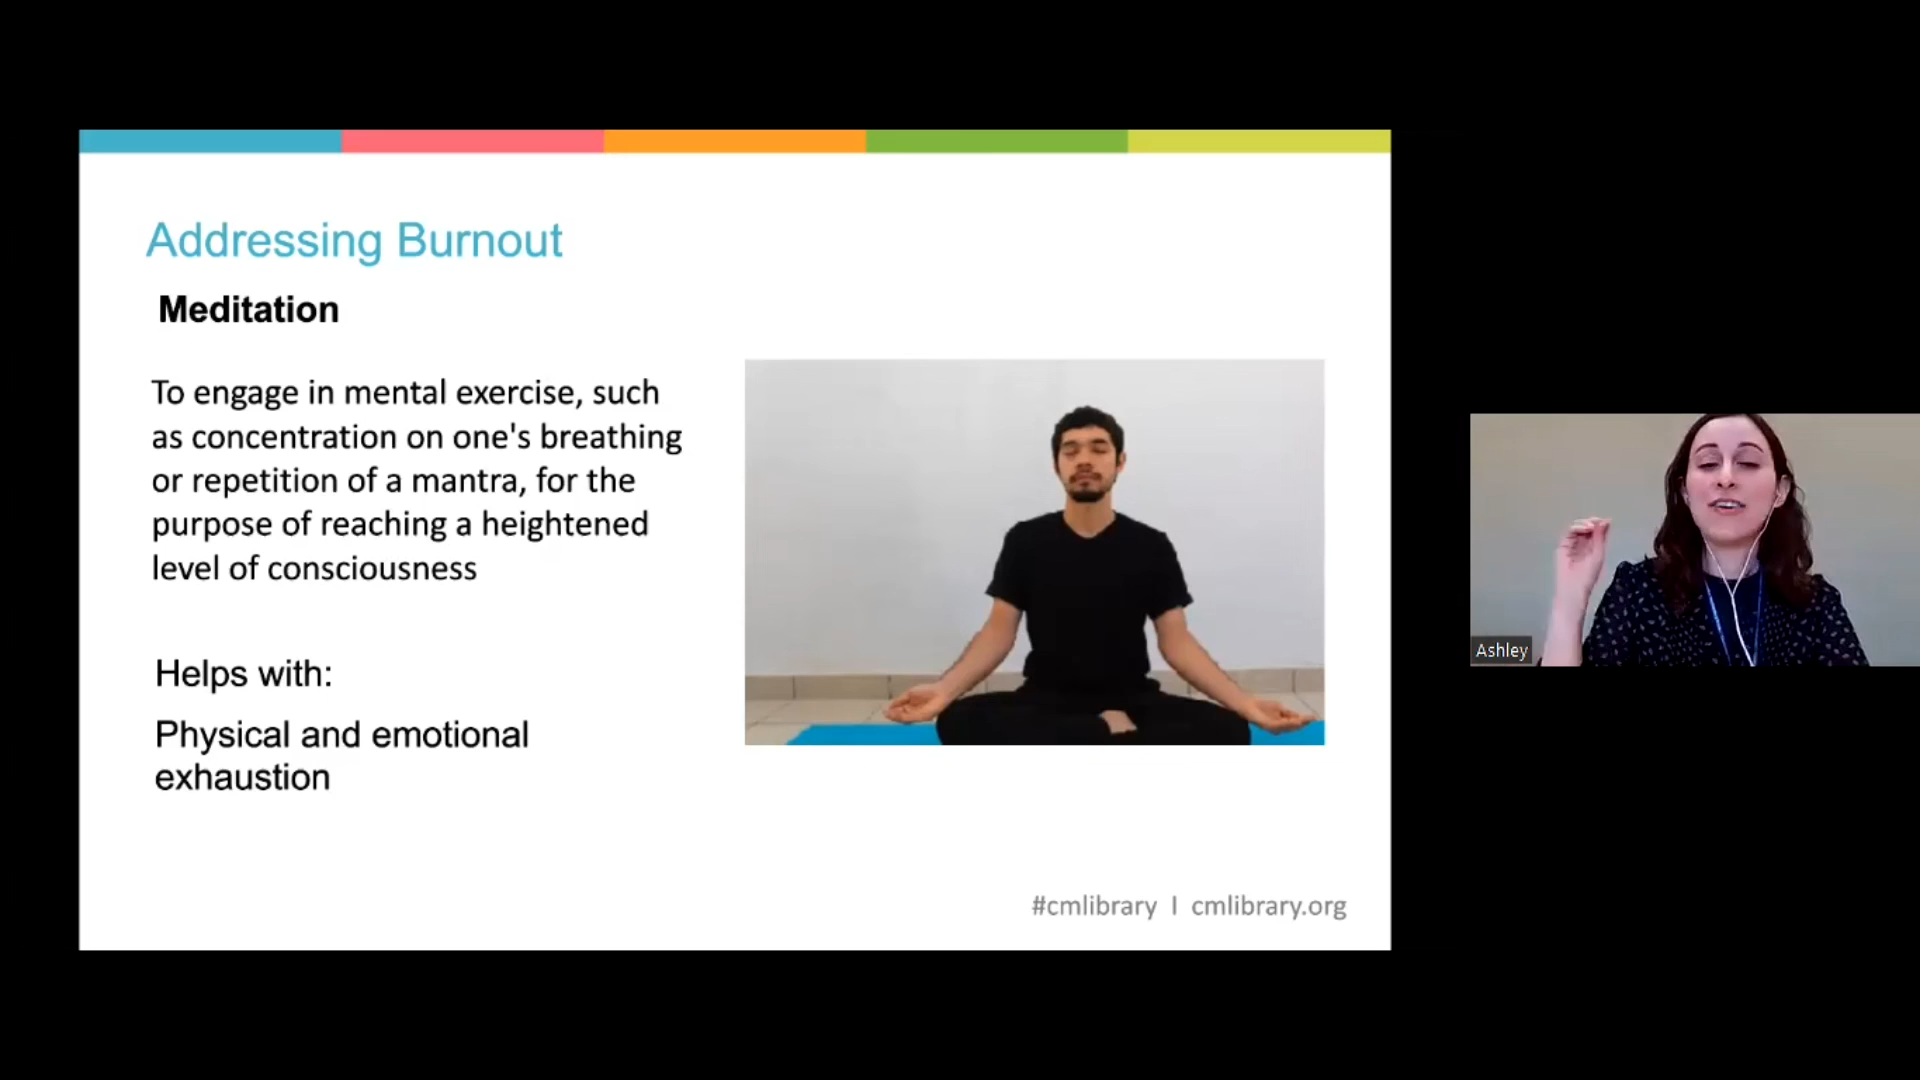 Addressing Burnout
Meditation
To engage in mental exercise, such
as concentration on one's breathing
or repetition of a mantra, for the
purpose of reaching a heightened
level of consciousness
Helps with:
Physical and emotional
exhaustion
#cmlibrary I cmlibrary.org
Ashley